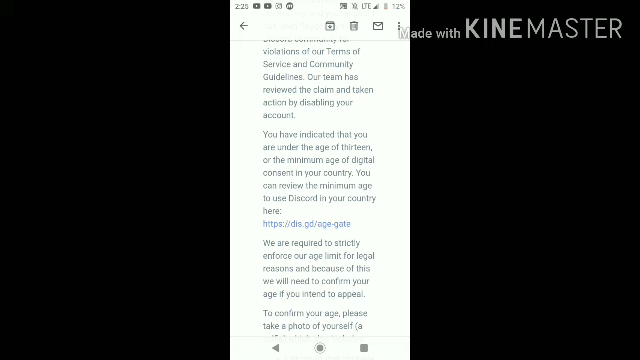 2:25 LTE 12%
Made with KINEMASTER
Discord community for
violations of our Terms of
Service and Community
Guidelines. Our team has
reviewed the claim and taken
action by disabling your
account.
You have indicated that you
are under the age of thirteen,
or the minimum age of digital
consent in your country. You
can review the minimum age
to use Discord in your country
here:
https://dis.gd/age-gate
We are required to strictly
enforce our age limit for legal
reasons and because of this
we will need to confirm your
age if you intend to appeal.
To confirm your age, please
take a photo of yourself (a